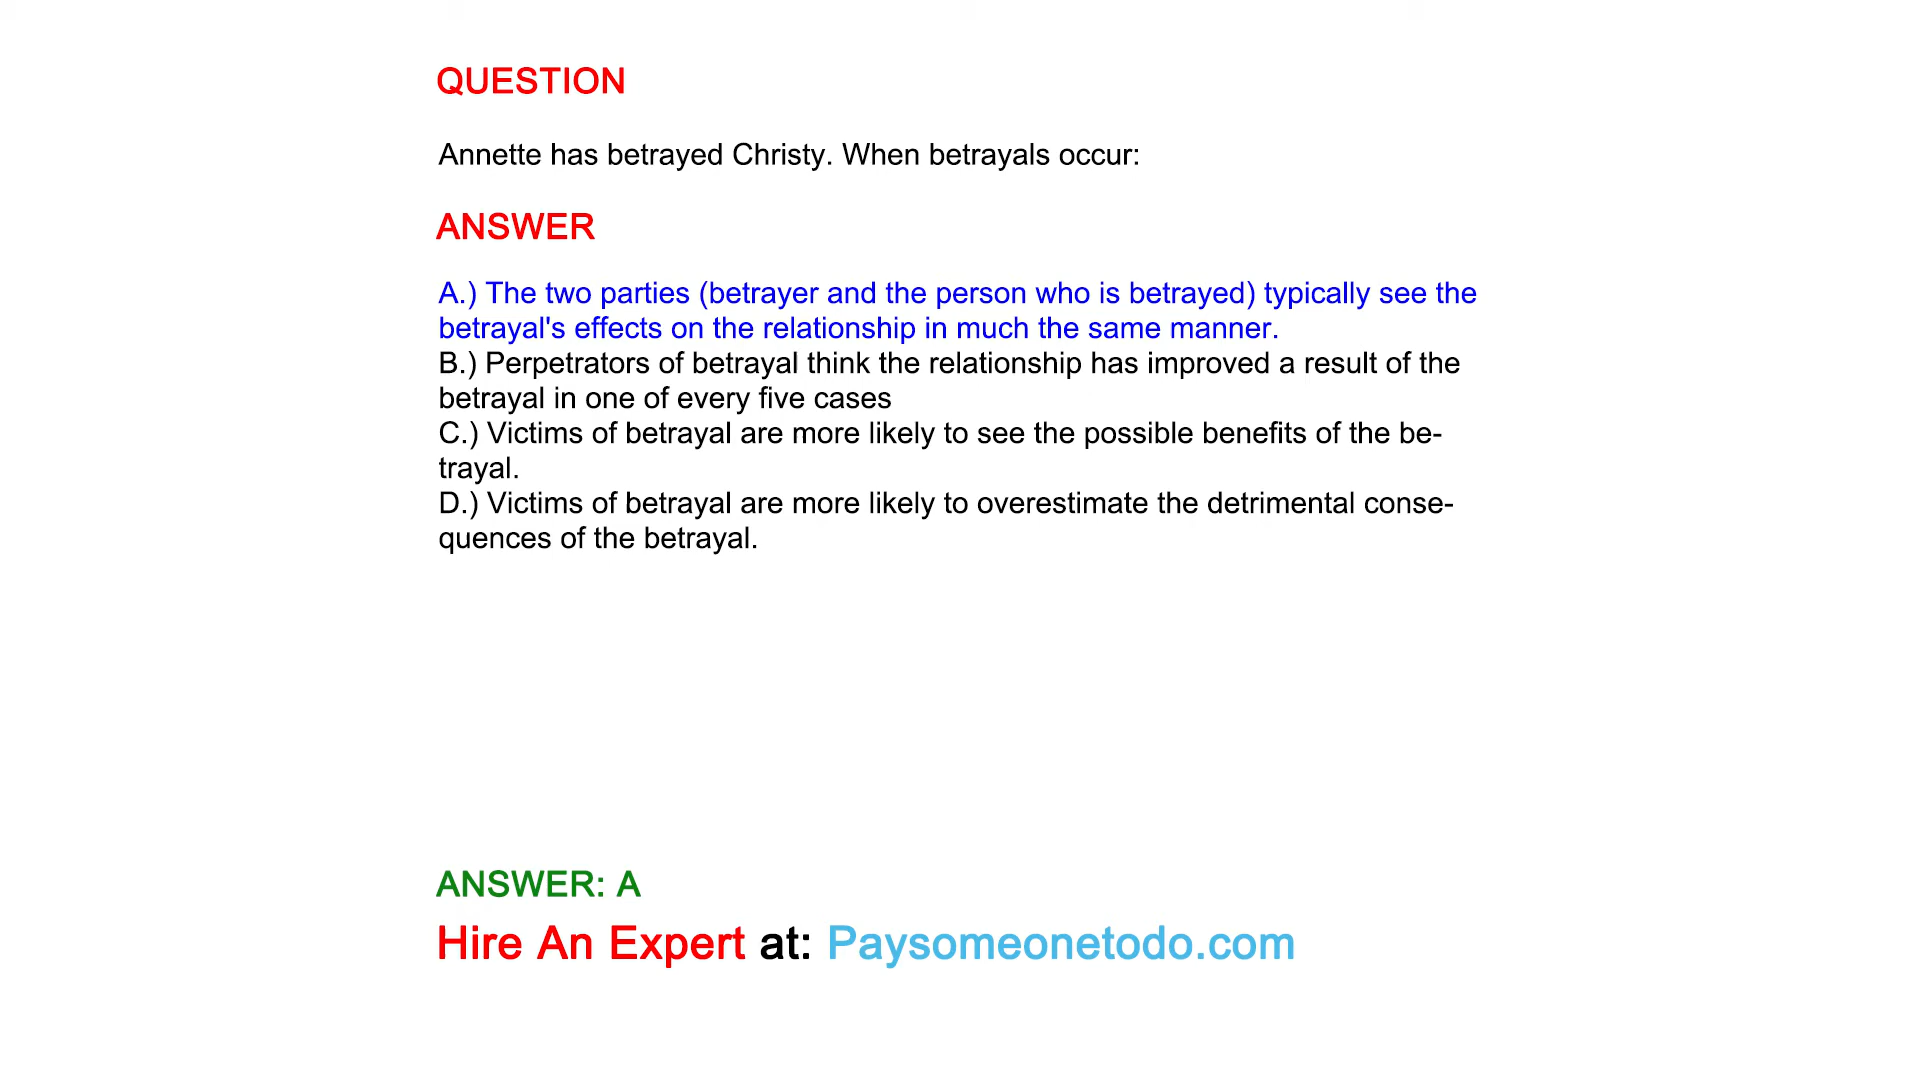 QUESTION
Annette has betrayed Christy. When betrayals occur:
ANSWER
A.) The two parties (betrayer and the person who is betrayed) typically see the
betrayal's effects on the relationship in much the same manner.
B.) Perpetrators of betrayal think the relationship has improved a result of the
betrayal in one of every five cases
C.) Victims of betrayal are more likely to see the possible benefits of the be-
trayal.
D.) Victims of betrayal are more likely to overestimate the detrimental conse-
quences of the betrayal.
ANSWER: A
Hire An Expert at: Paysomeonetodo.com